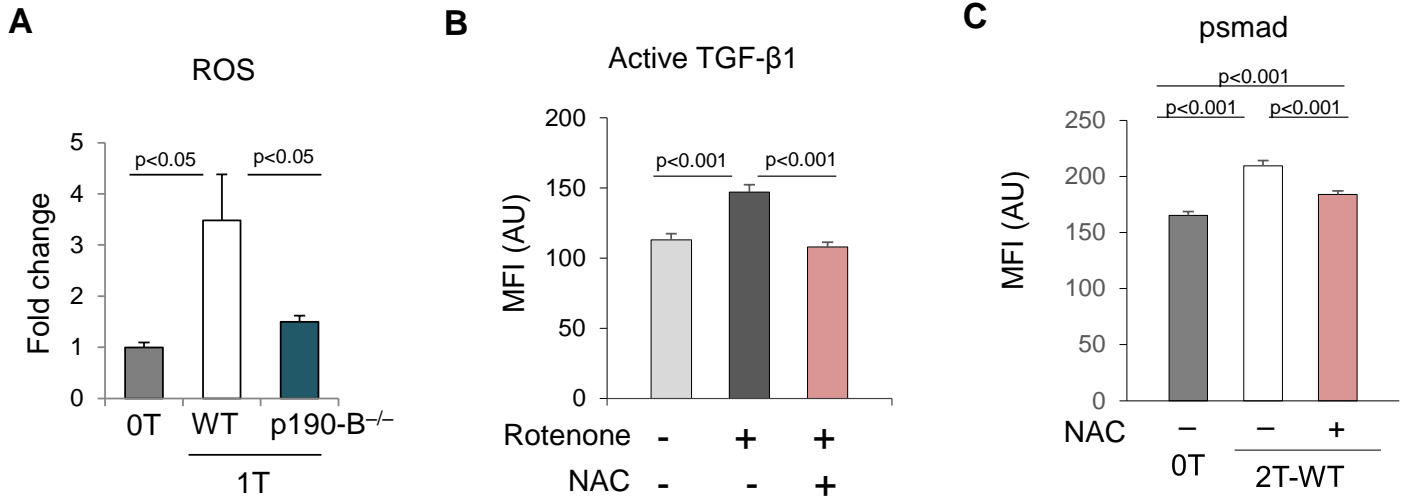 A
ROS
Fold change
5
4
3
2
1
0
p<0.05
p<0.05
0T
WT
p190-B⁻/⁻
1T
B
Active TGF-β1
MFI (AU)
200
150
100
50
0
p<0.001
p<0.001
Rotenone - + +
NAC - - +
C
psmad
MFI (AU)
p<0.001
p<0.001
p<0.001
250
200
150
100
50
0
NAC – – +
0T
2T-WT